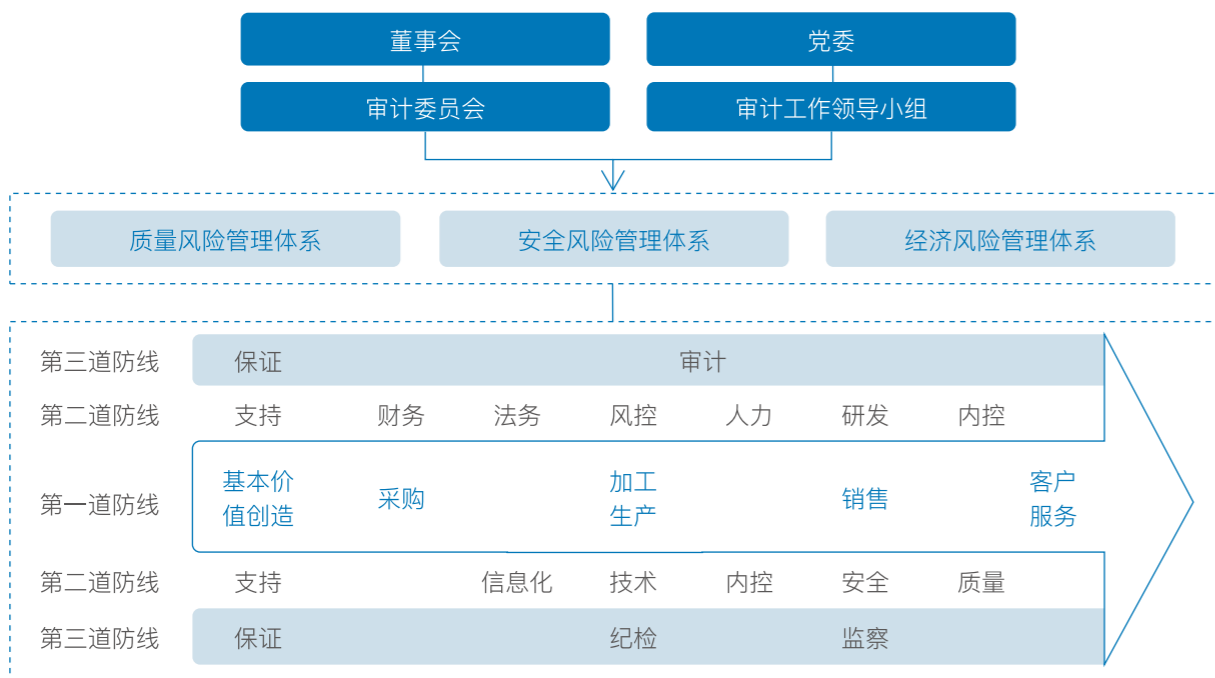 董事会 党委
审计委员会 审计工作领导小组
质量风险管理体系 安全风险管理体系 经济风险管理体系
第三道防线 保证 审计
第二道防线 支持 财务 法务 风控 人力 研发 内控
第一道防线
基本价
值创造
采购
加工
生产
销售
客户
服务
第二道防线 支持 信息化 技术 内控 安全 质量
第三道防线 保证 纪检 监察